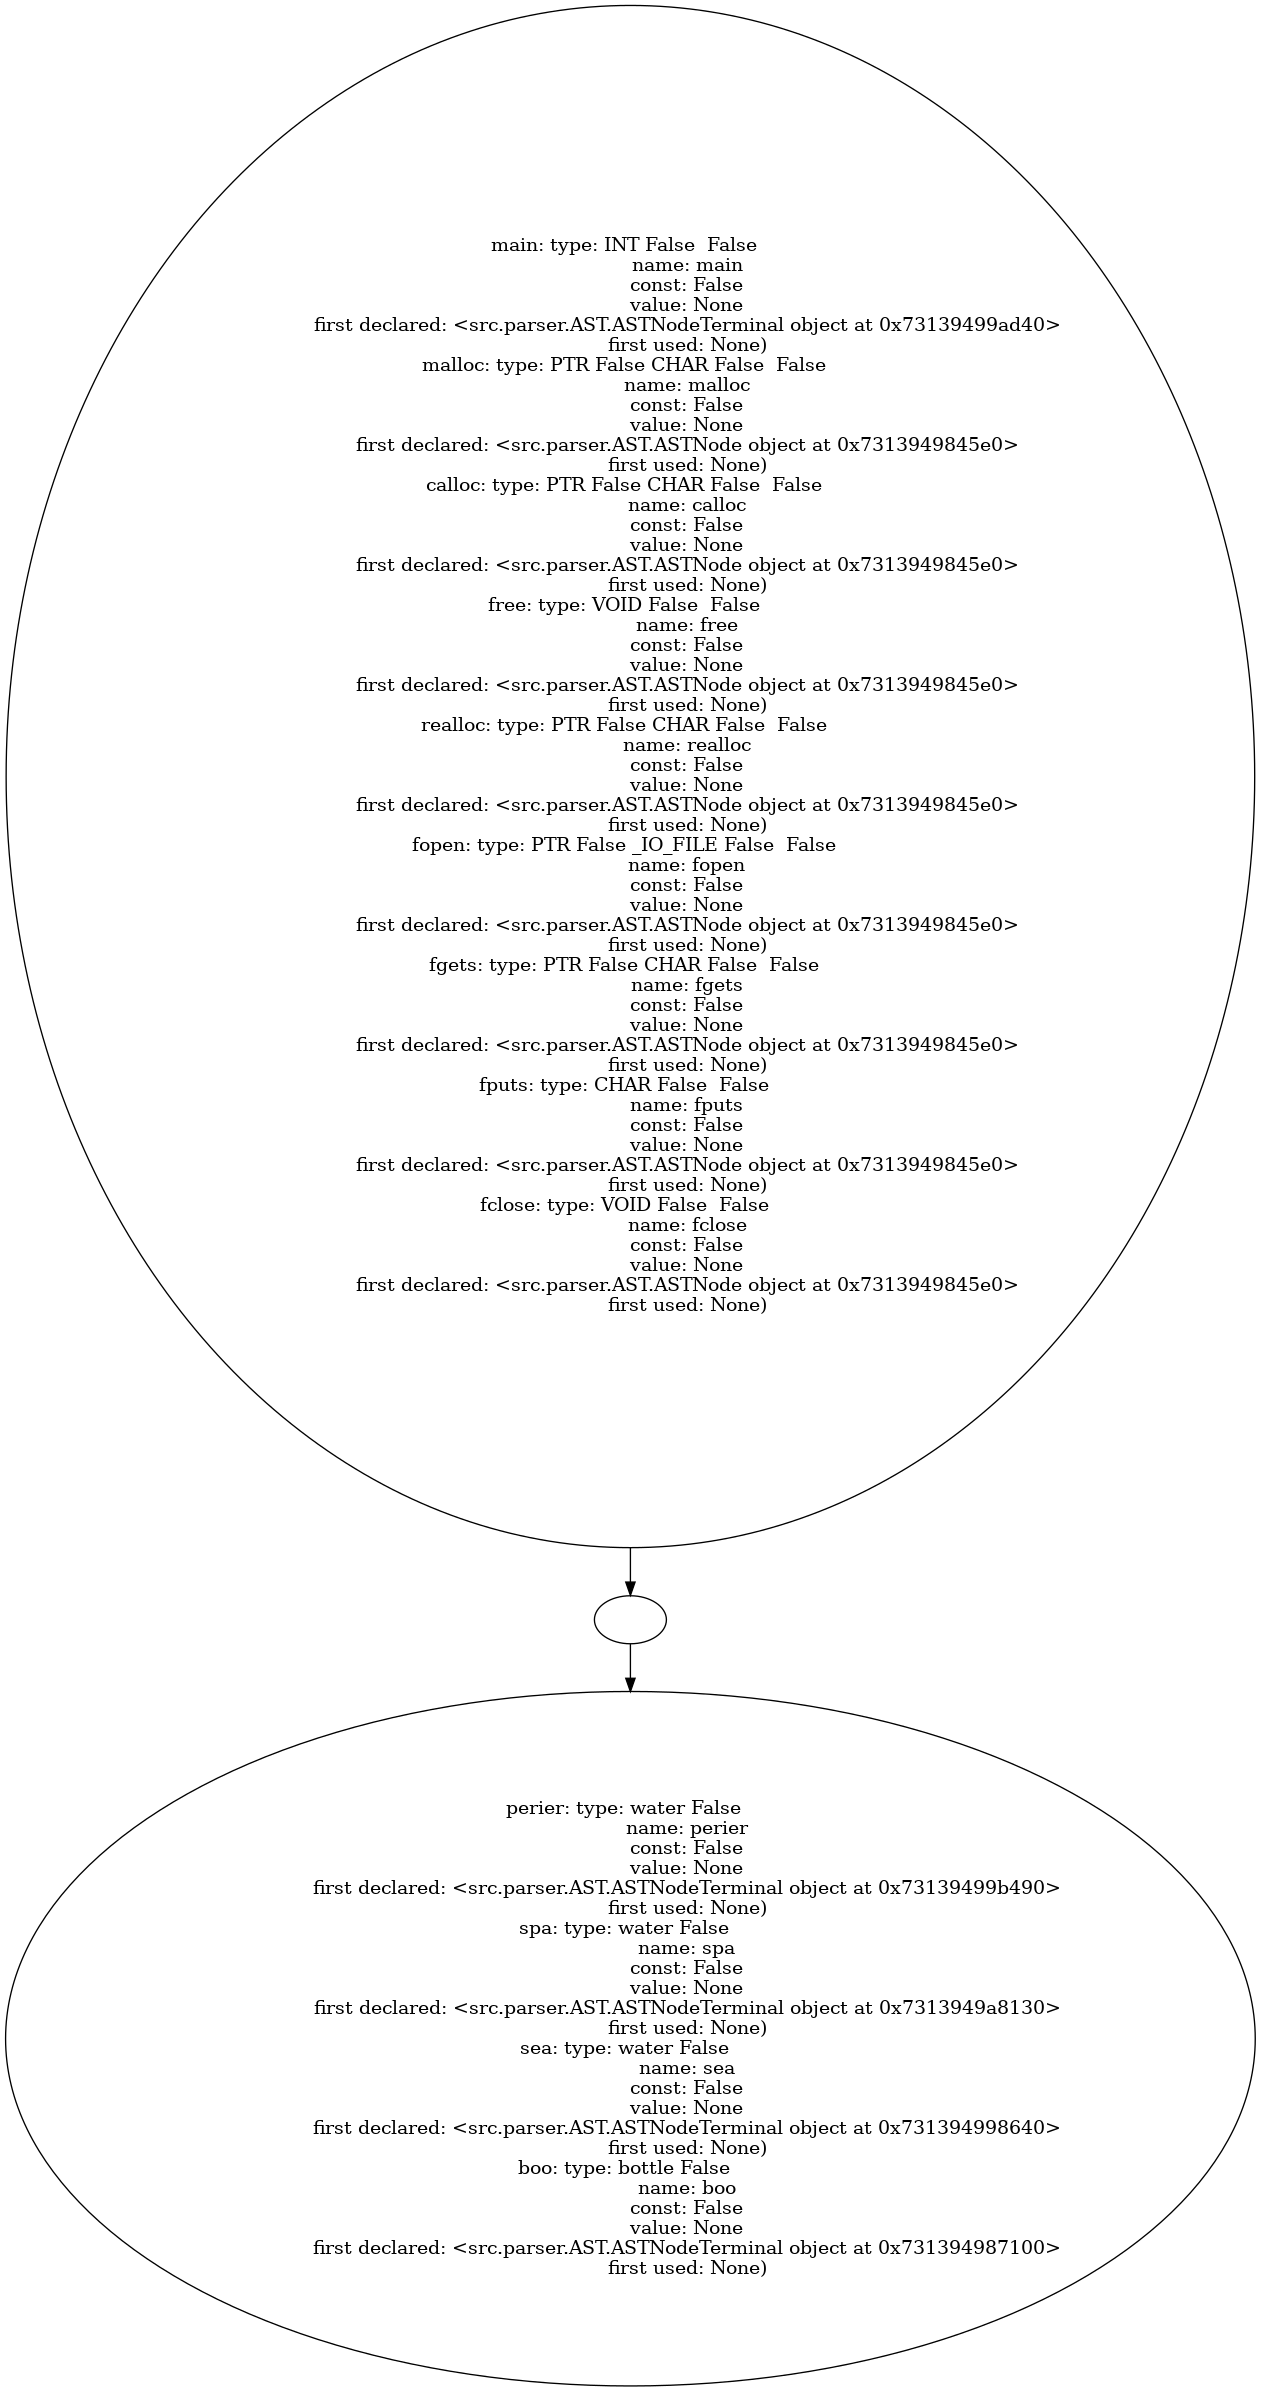 main: type: INT False  False
name: main
const: False
value: None
first declared: <src.parser.AST.ASTNodeTerminal object at 0x73139499ad40>
first used: None)
malloc: type: PTR False CHAR False  False
name: malloc
const: False
value: None
first declared: <src.parser.AST.ASTNode object at 0x7313949845e0>
first used: None)
calloc: type: PTR False CHAR False  False
name: calloc
const: False
value: None
first declared: <src.parser.AST.ASTNode object at 0x7313949845e0>
first used: None)
free: type: VOID False  False
name: free
const: False
value: None
first declared: <src.parser.AST.ASTNode object at 0x7313949845e0>
first used: None)
realloc: type: PTR False CHAR False  False
name: realloc
const: False
value: None
first declared: <src.parser.AST.ASTNode object at 0x7313949845e0>
first used: None)
fopen: type: PTR False _IO_FILE False  False
name: fopen
const: False
value: None
first declared: <src.parser.AST.ASTNode object at 0x7313949845e0>
first used: None)
fgets: type: PTR False CHAR False  False
name: fgets
const: False
value: None
first declared: <src.parser.AST.ASTNode object at 0x7313949845e0>
first used: None)
fputs: type: CHAR False  False
name: fputs
const: False
value: None
first declared: <src.parser.AST.ASTNode object at 0x7313949845e0>
first used: None)
fclose: type: VOID False  False
name: fclose
const: False
value: None
first declared: <src.parser.AST.ASTNode object at 0x7313949845e0>
first used: None)
perier: type: water False
name: perier
const: False
value: None
first declared: <src.parser.AST.ASTNodeTerminal object at 0x73139499b490>
first used: None)
spa: type: water False
name: spa
const: False
value: None
first declared: <src.parser.AST.ASTNodeTerminal object at 0x7313949a8130>
first used: None)
sea: type: water False
name: sea
const: False
value: None
first declared: <src.parser.AST.ASTNodeTerminal object at 0x731394998640>
first used: None)
boo: type: bottle False
name: boo
const: False
value: None
first declared: <src.parser.AST.ASTNodeTerminal object at 0x731394987100>
first used: None)